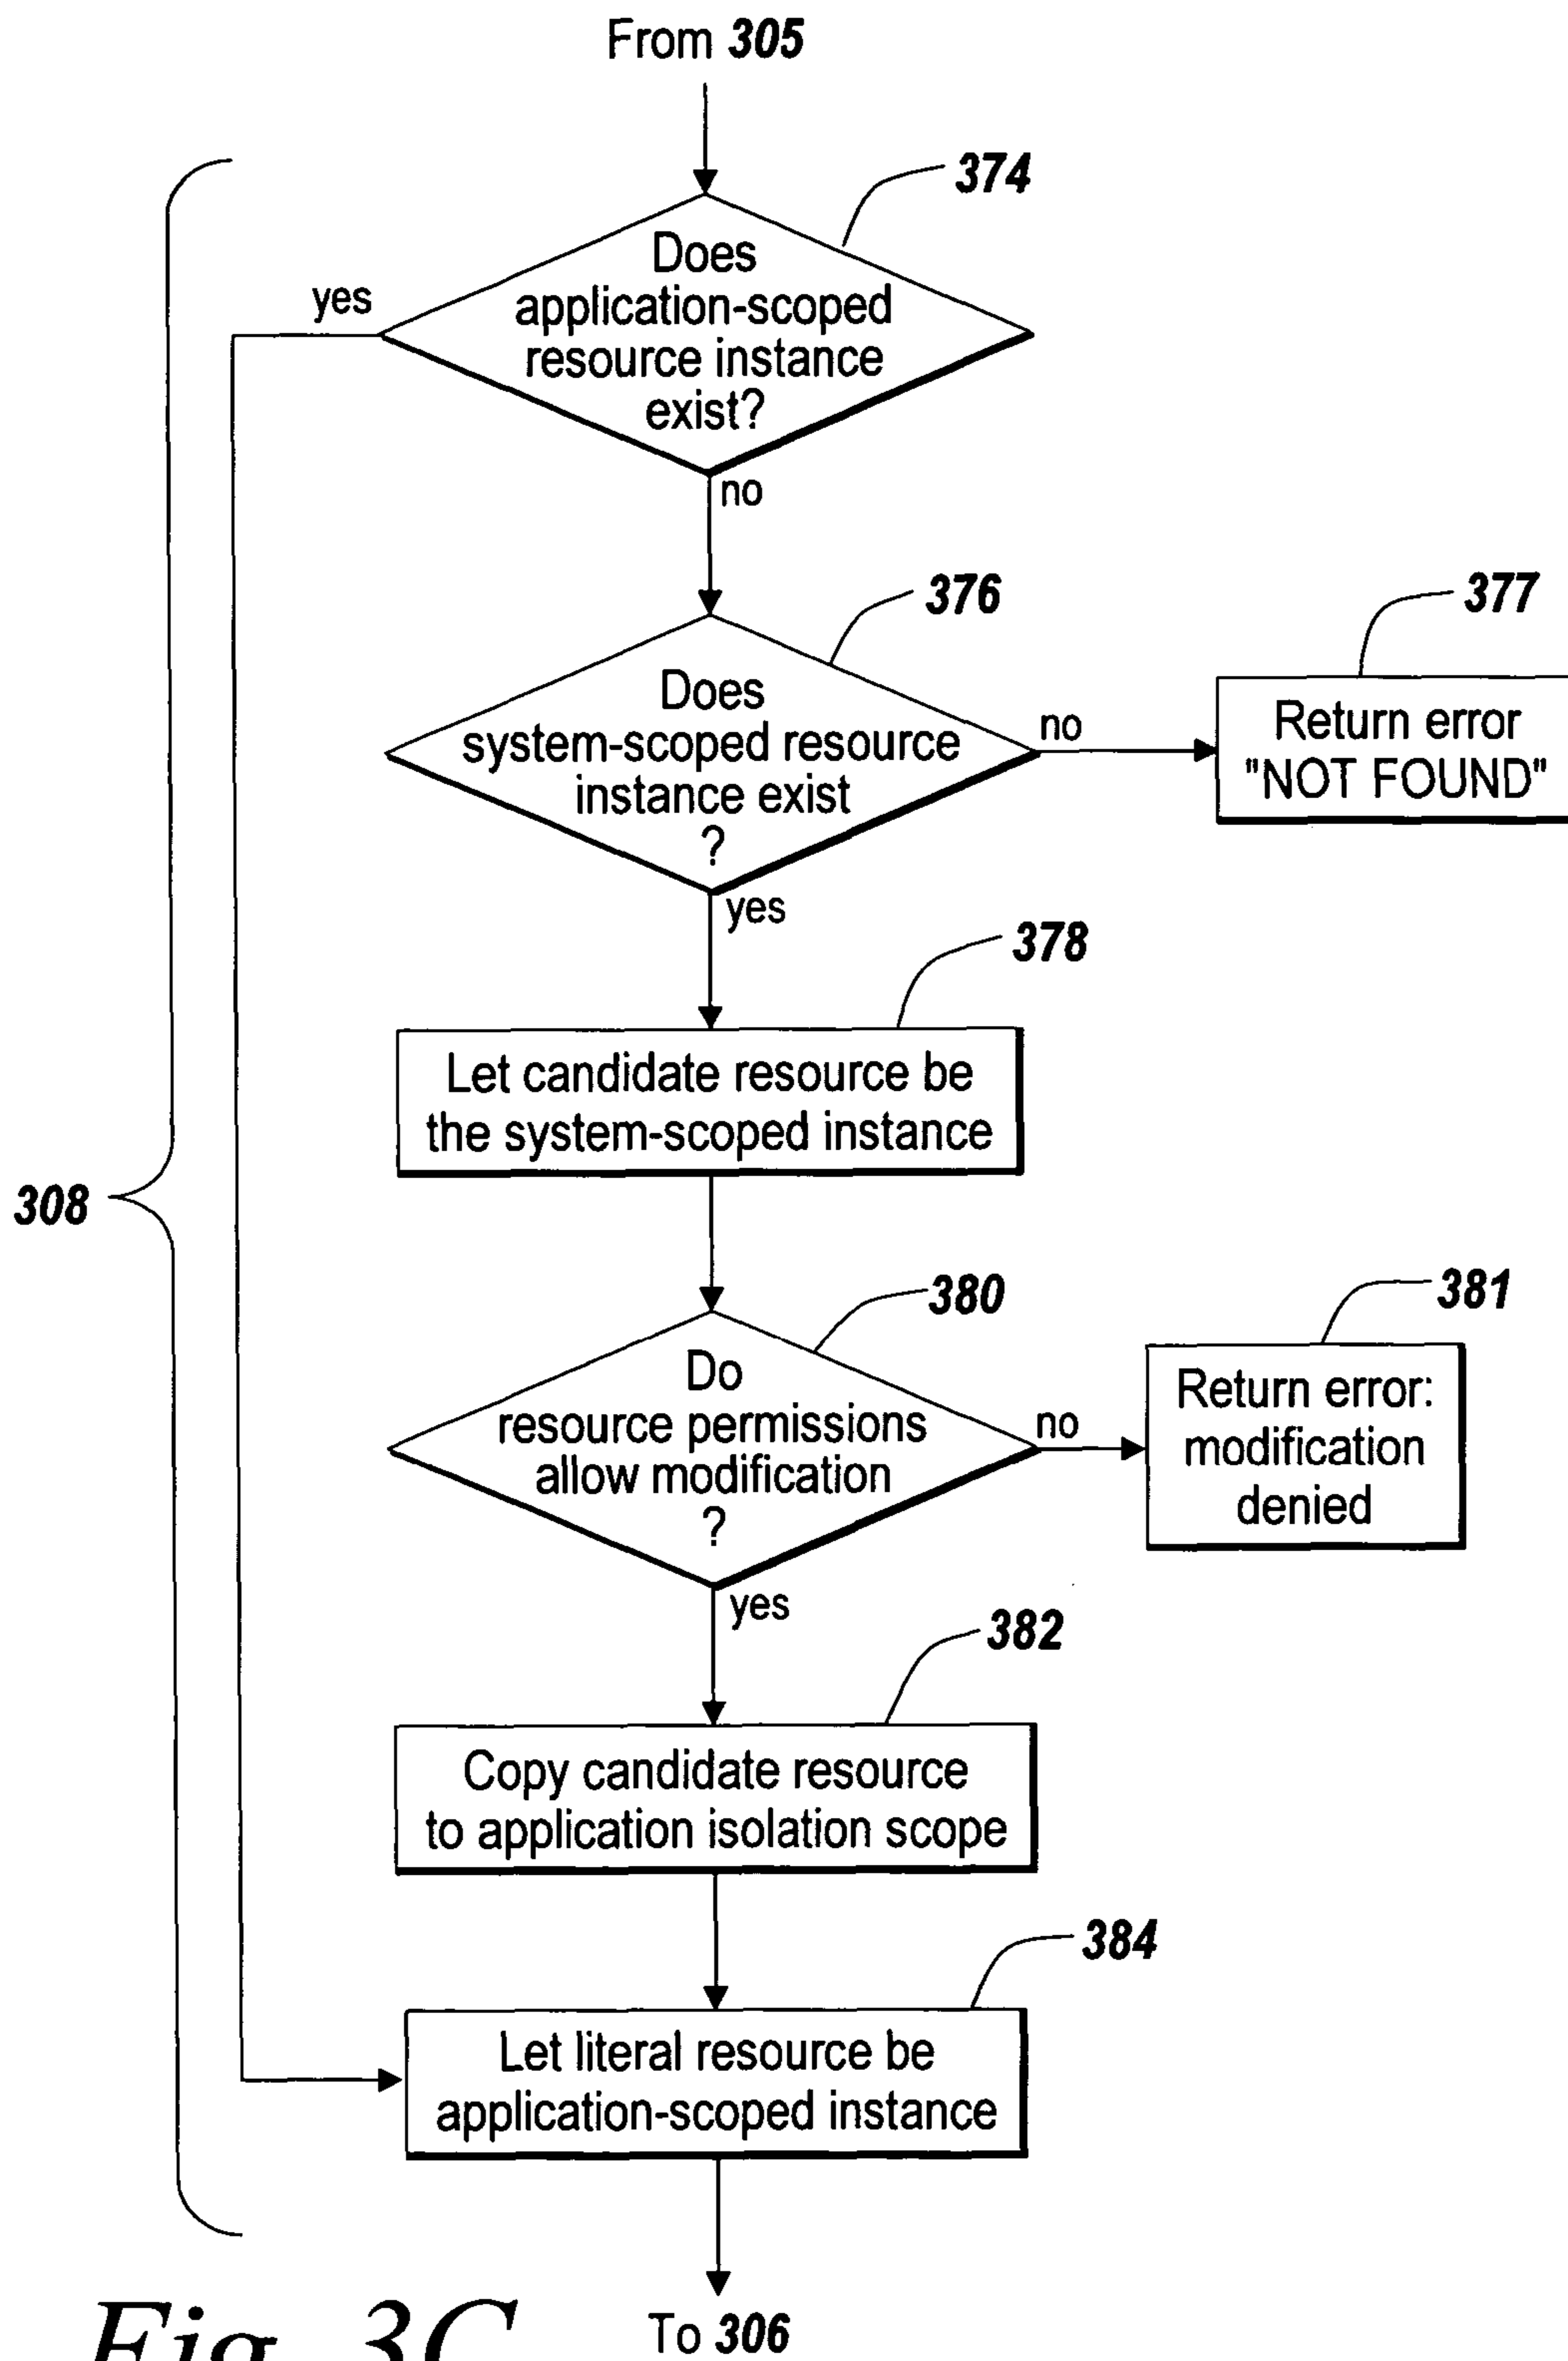 From 305
374
Does
application-scoped
resource instance
exist?
yes
no
376
Does
system-scoped resource
instance exist
?
no
yes
377
Return error
"NOT FOUND"
378
Let candidate resource be
the system-scoped instance
308
380
Do
resource permissions
allow modification
?
no
yes
381
Return error:
modification
denied
382
Copy candidate resource
to application isolation scope
384
Let literal resource be
application-scoped instance
To 306
Fig. 3C